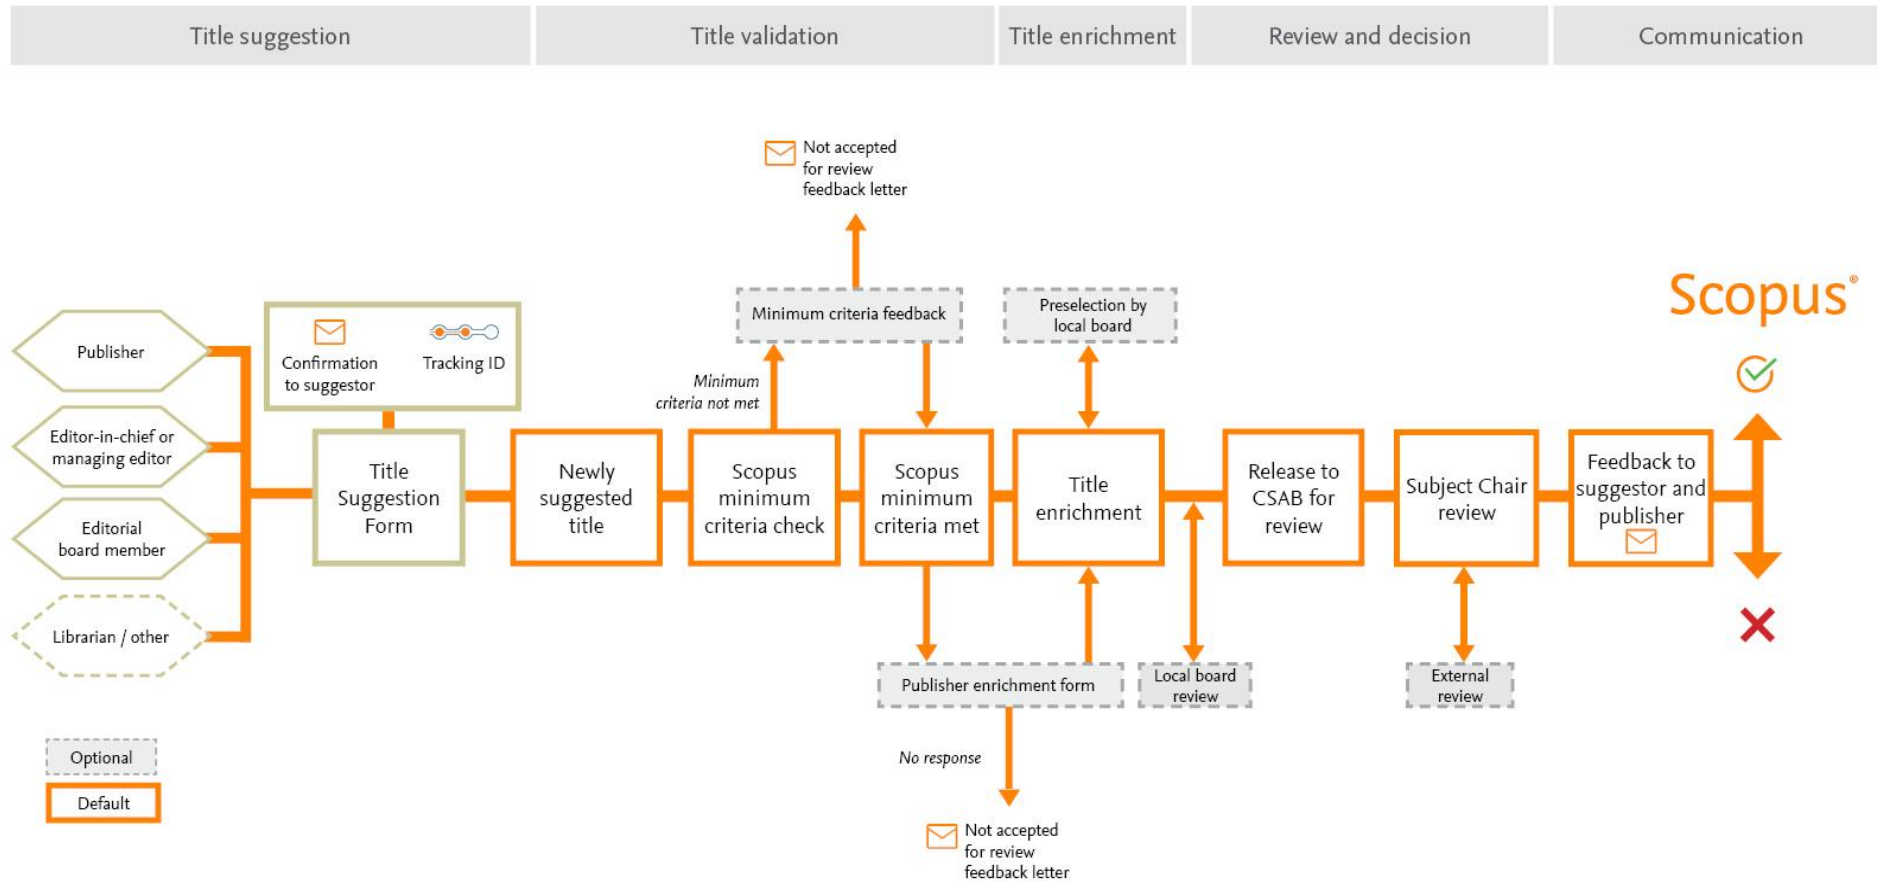 Title suggestion
Title validation
Title enrichment
Review and decision
Communication
Not accepted
for review
feedback letter
Scopus®
Minimum criteria feedback
Preselection by
local board
Publisher
Confirmation
to suggestor
Tracking ID
Minimum
criteria not met
Editor-in-chief or
managing editor
Editorial
board member
Librarian / other
Title
Suggestion
Form
Newly
suggested
title
Scopus
minimum
criteria check
Scopus
minimum
criteria met
Title
enrichment
Release to
CSAB for
review
Subject Chair
review
Feedback to
suggestor and
publisher
Publisher enrichment form
Local board
review
External
review
No response
Optional
Default
Not accepted
for review
feedback letter